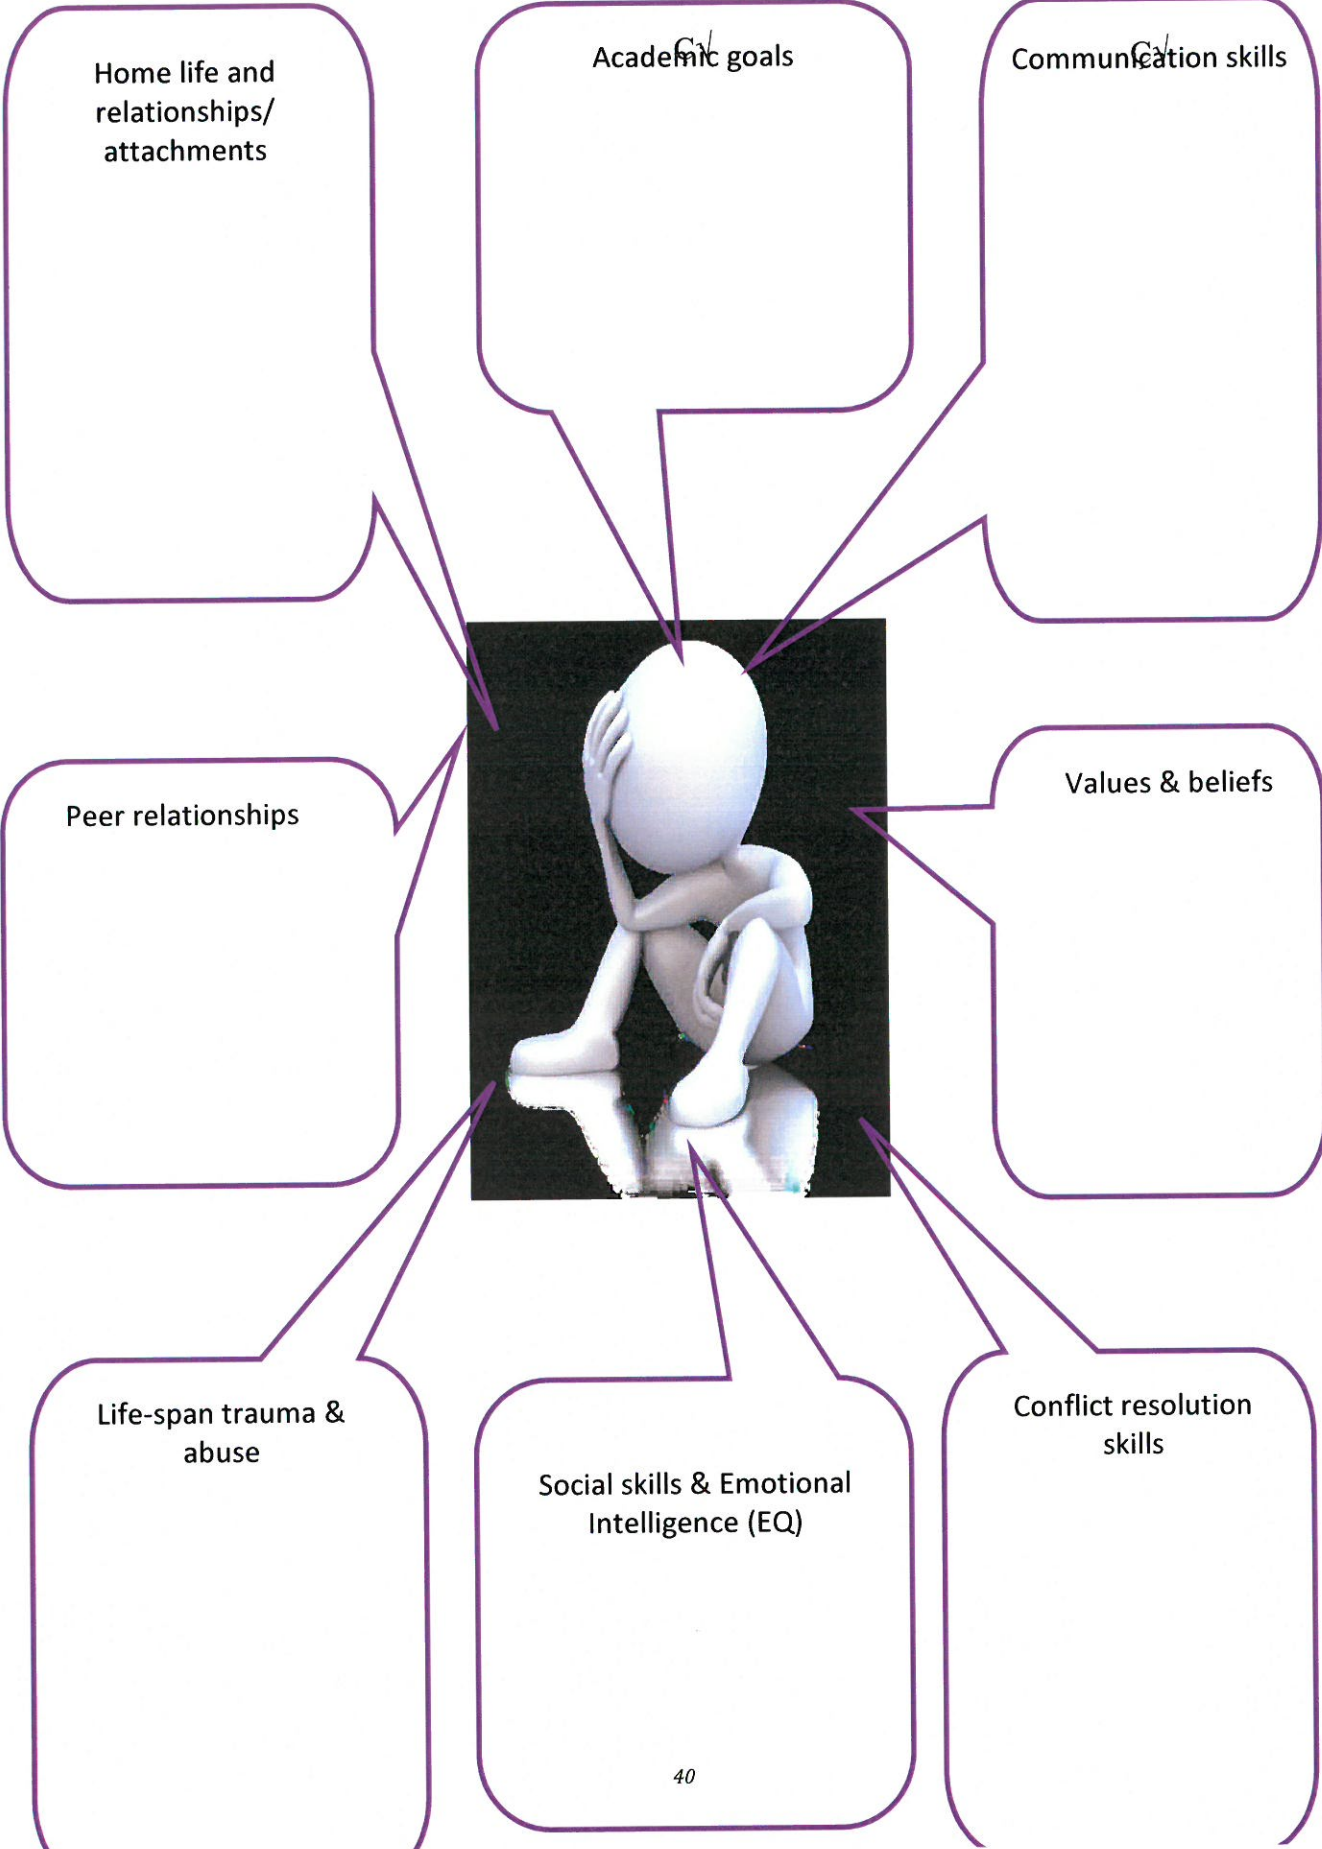 Home life and
relationships/
attachments
Academic goals
Communication skills
Peer relationships
Values & beliefs
Life-span trauma &
abuse
Social skills & Emotional
Intelligence (EQ)
Conflict resolution
skills
40